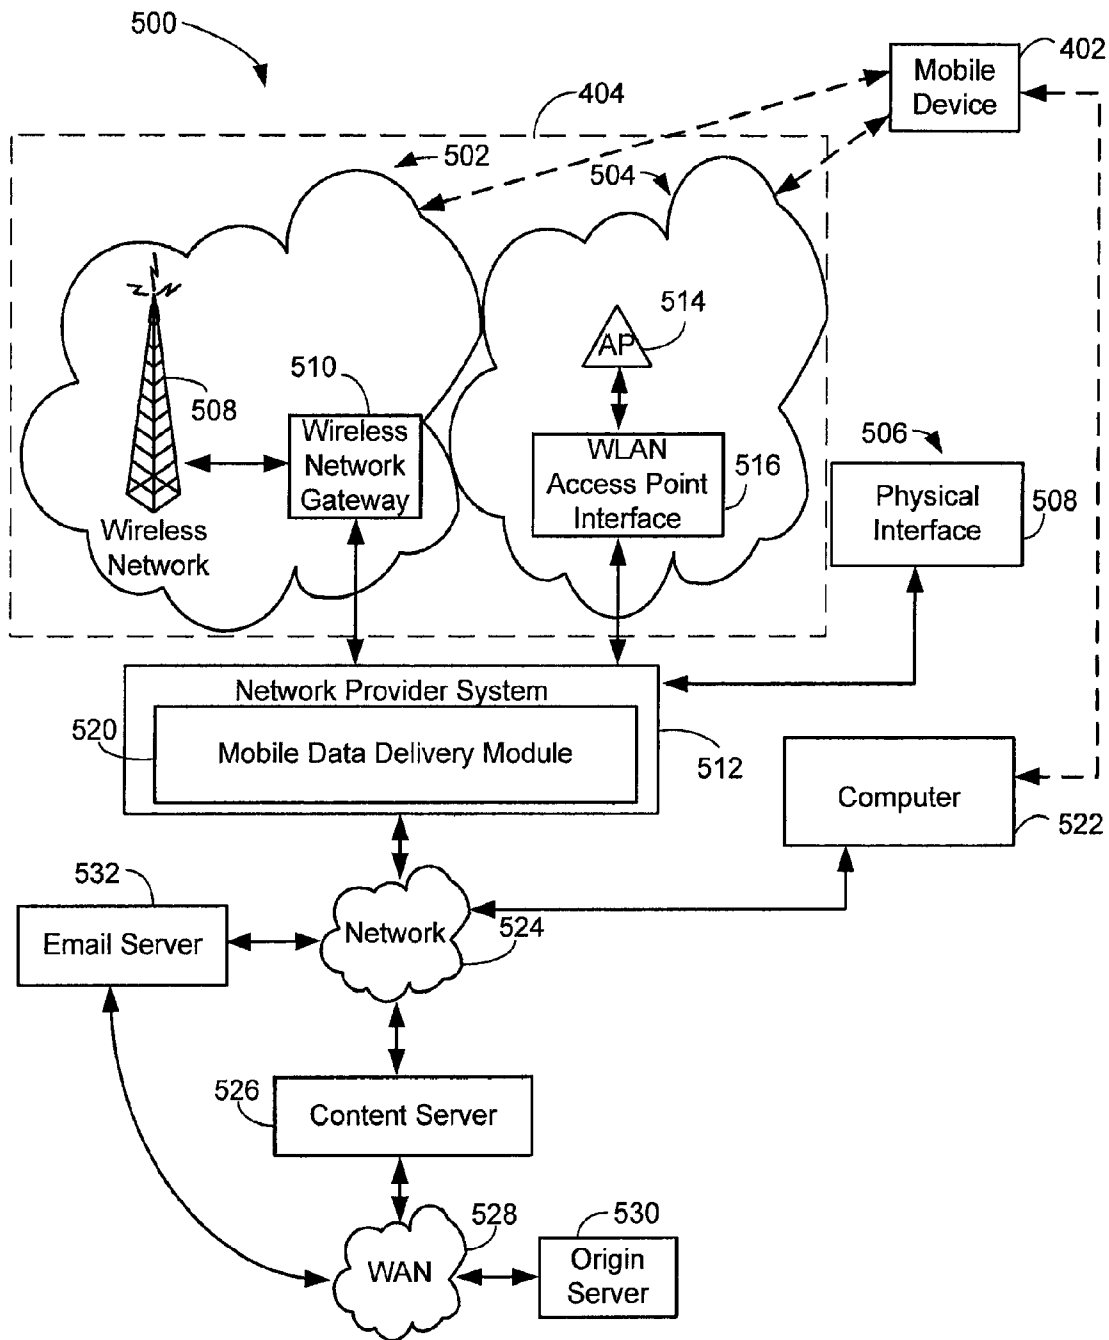 500
404
402
Mobile
Device
502
504
508
510
Wireless
Network
Gateway
Wireless
Network
514
AP
WLAN
Access Point
Interface
516
506
Physical
Interface
508
Network Provider System
520
Mobile Data Delivery Module
512
Computer
522
532
Email Server
Network
524
526
Content Server
528
WAN
530
Origin
Server